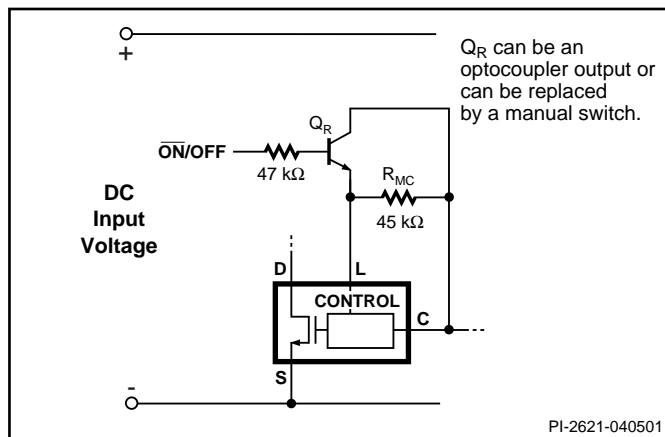 +
Q_R can be an
optocoupler output or
can be replaced
by a manual switch.
Q_R
O̅N̅/OFF
47 kΩ
R_MC
45 kΩ
DC
Input
Voltage
D
L
CONTROL
C
S
-
PI-2621-040501